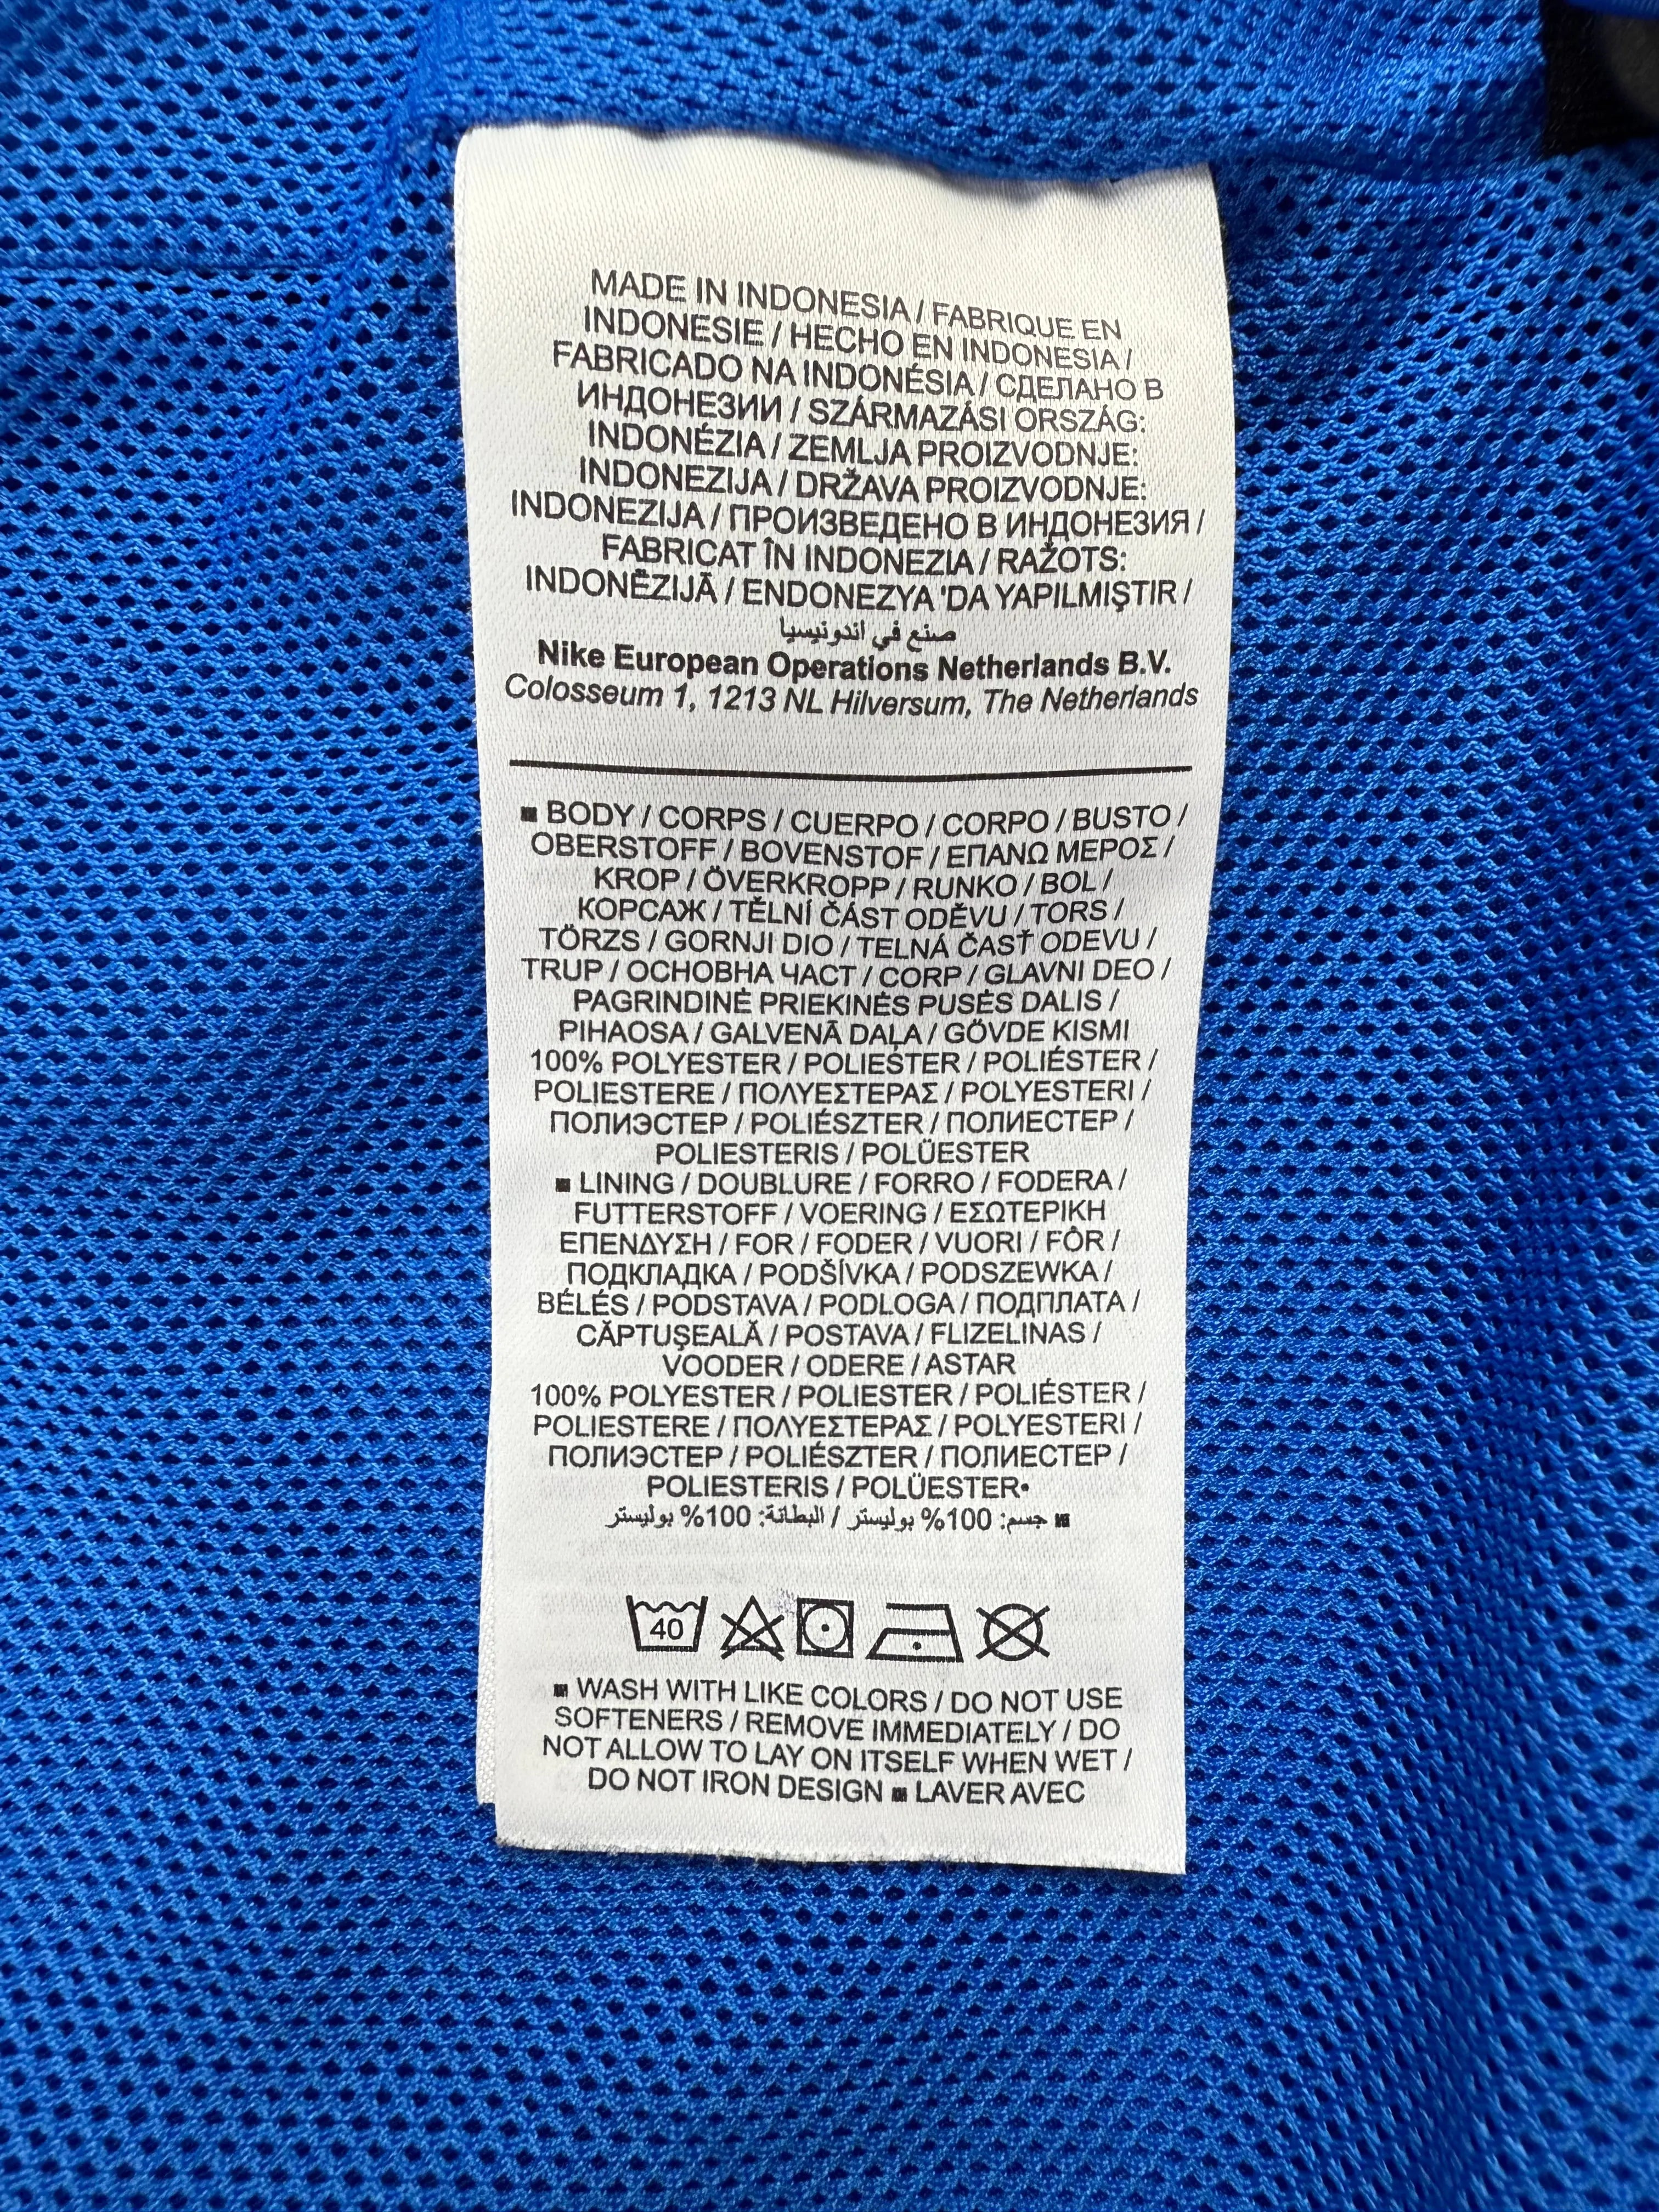 MADE IN INDONESIA / FABRIQUE EN
INDONESIE / HECHO EN INDONESIA /
FABRICADO NA INDONÉSIA / СДЕЛАНО В
ИНДОНЕЗИИ / SZÁRMAZÁSI ORSZÁG:
INDONÉZIA / ZEMLJA PROIZVODNJE:
INDONEZIJA / DRŽAVA PROIZVODNJE:
INDONEZIJA / ПРОИЗВЕДЕНО В ИНДОНЕЗИЯ /
FABRICAT ÎN INDONEZIA / RAŽOTS:
INDONĒZIJĀ / ENDONEZYA 'DA YAPILMIŞTIR /
صنع في اندونيسيا
Nike European Operations Netherlands B.V.
Colosseum 1, 1213 NL Hilversum, The Netherlands
■ BODY / CORPS / CUERPO / CORPO / BUSTO /
OBERSTOFF / BOVENSTOF / ΕΠΑΝΩ ΜΕΡΟΣ /
KROP / ÖVERKROPP / RUNKO / BOL /
КОРСАЖ / TĚLNÍ ČÁST ODĚVU / TORS /
TÖRZS / GORNJI DIO / TELNÁ ČASŤ ODEVU /
TRUP / ОСНОВНА ЧАСТ / CORP / GLAVNI DEO /
PAGRINDINĖ PRIEKINĖS PUSĖS DALIS /
PIHAOSA / GALVENĀ DAĻA / GÖVDE KISMI
100% POLYESTER / POLIESTER / POLIÉSTER /
POLIESTERE / ΠΟΛΥΕΣΤΕΡΑΣ / POLYESTERI /
ПОЛИЭСТЕР / POLIÉSZTER / ПОЛИЕСТЕР /
POLIESTERIS / POLÜESTER
■ LINING / DOUBLURE / FORRO / FODERA /
FUTTERSTOFF / VOERING / ΕΣΩΤΕΡΙΚΗ
ΕΠΕΝΔΥΣΗ / FOR / FODER / VUORI / FÔR /
ПОДКЛАДКА / PODŠÍVKA / PODSZEWKA /
BÉLÉS / PODSTAVA / PODLOGA / ПОДПЛАТА /
CĂPTUŞEALĂ / POSTAVA / FLIZELINAS /
VOODER / ODERE / ASTAR
100% POLYESTER / POLIESTER / POLIÉSTER /
POLIESTERE / ΠΟΛΥΕΣΤΕΡΑΣ / POLYESTERI /
ПОЛИЭСТЕР / POLIÉSZTER / ПОЛИЕСТЕР /
POLIESTERIS / POLÜESTER•
■ جسم: 100% بوليستر / البطانة: 100% بوليستر
40
■ WASH WITH LIKE COLORS / DO NOT USE
SOFTENERS / REMOVE IMMEDIATELY / DO
NOT ALLOW TO LAY ON ITSELF WHEN WET /
DO NOT IRON DESIGN ■ LAVER AVEC